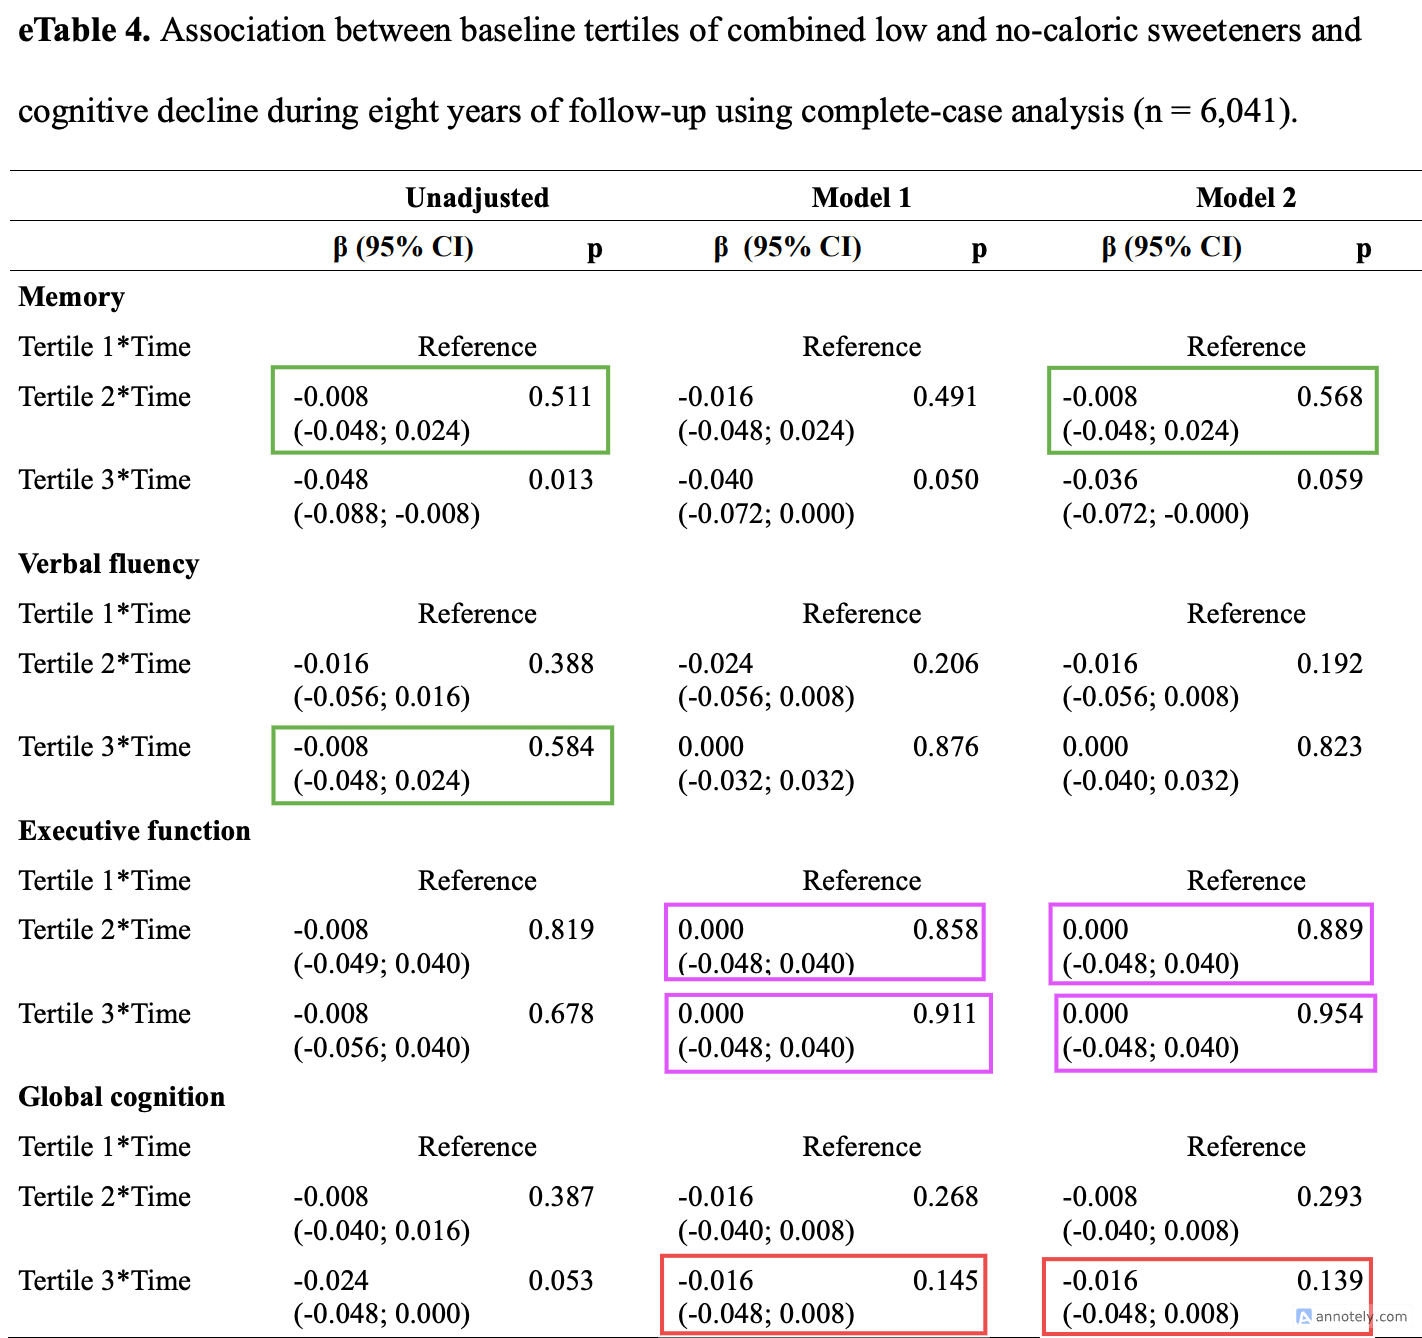 eTable 4. Association between baseline tertiles of combined low and no-caloric sweeteners and
cognitive decline during eight years of follow-up using complete-case analysis (n = 6,041).
Unadjusted Model 1 Model 2
β (95% CI) p β (95% CI) p β (95% CI) p
Memory
Tertile 1*Time Reference Reference Reference
Tertile 2*Time -0.008 0.511 -0.016 0.491 -0.008 0.568
(-0.048; 0.024) (-0.048; 0.024) (-0.048; 0.024)
Tertile 3*Time -0.048 0.013 -0.040 0.050 -0.036 0.059
(-0.088; -0.008) (-0.072; 0.000) (-0.072; -0.000)
Verbal fluency
Tertile 1*Time Reference Reference Reference
Tertile 2*Time -0.016 0.388 -0.024 0.206 -0.016 0.192
(-0.056; 0.016) (-0.056; 0.008) (-0.056; 0.008)
Tertile 3*Time -0.008 0.584 0.000 0.876 0.000 0.823
(-0.048; 0.024) (-0.032; 0.032) (-0.040; 0.032)
Executive function
Tertile 1*Time Reference Reference Reference
Tertile 2*Time -0.008 0.819 0.000 0.858 0.000 0.889
(-0.049; 0.040) (-0.048; 0.040) (-0.048; 0.040)
Tertile 3*Time -0.008 0.678 0.000 0.911 0.000 0.954
(-0.056; 0.040) (-0.048; 0.040) (-0.048; 0.040)
Global cognition
Tertile 1*Time Reference Reference Reference
Tertile 2*Time -0.008 0.387 -0.016 0.268 -0.008 0.293
(-0.040; 0.016) (-0.040; 0.008) (-0.040; 0.008)
Tertile 3*Time -0.024 0.053 -0.016 0.145 -0.016 0.139
(-0.048; 0.000) (-0.048; 0.008) (-0.048; 0.008)
annotely.com